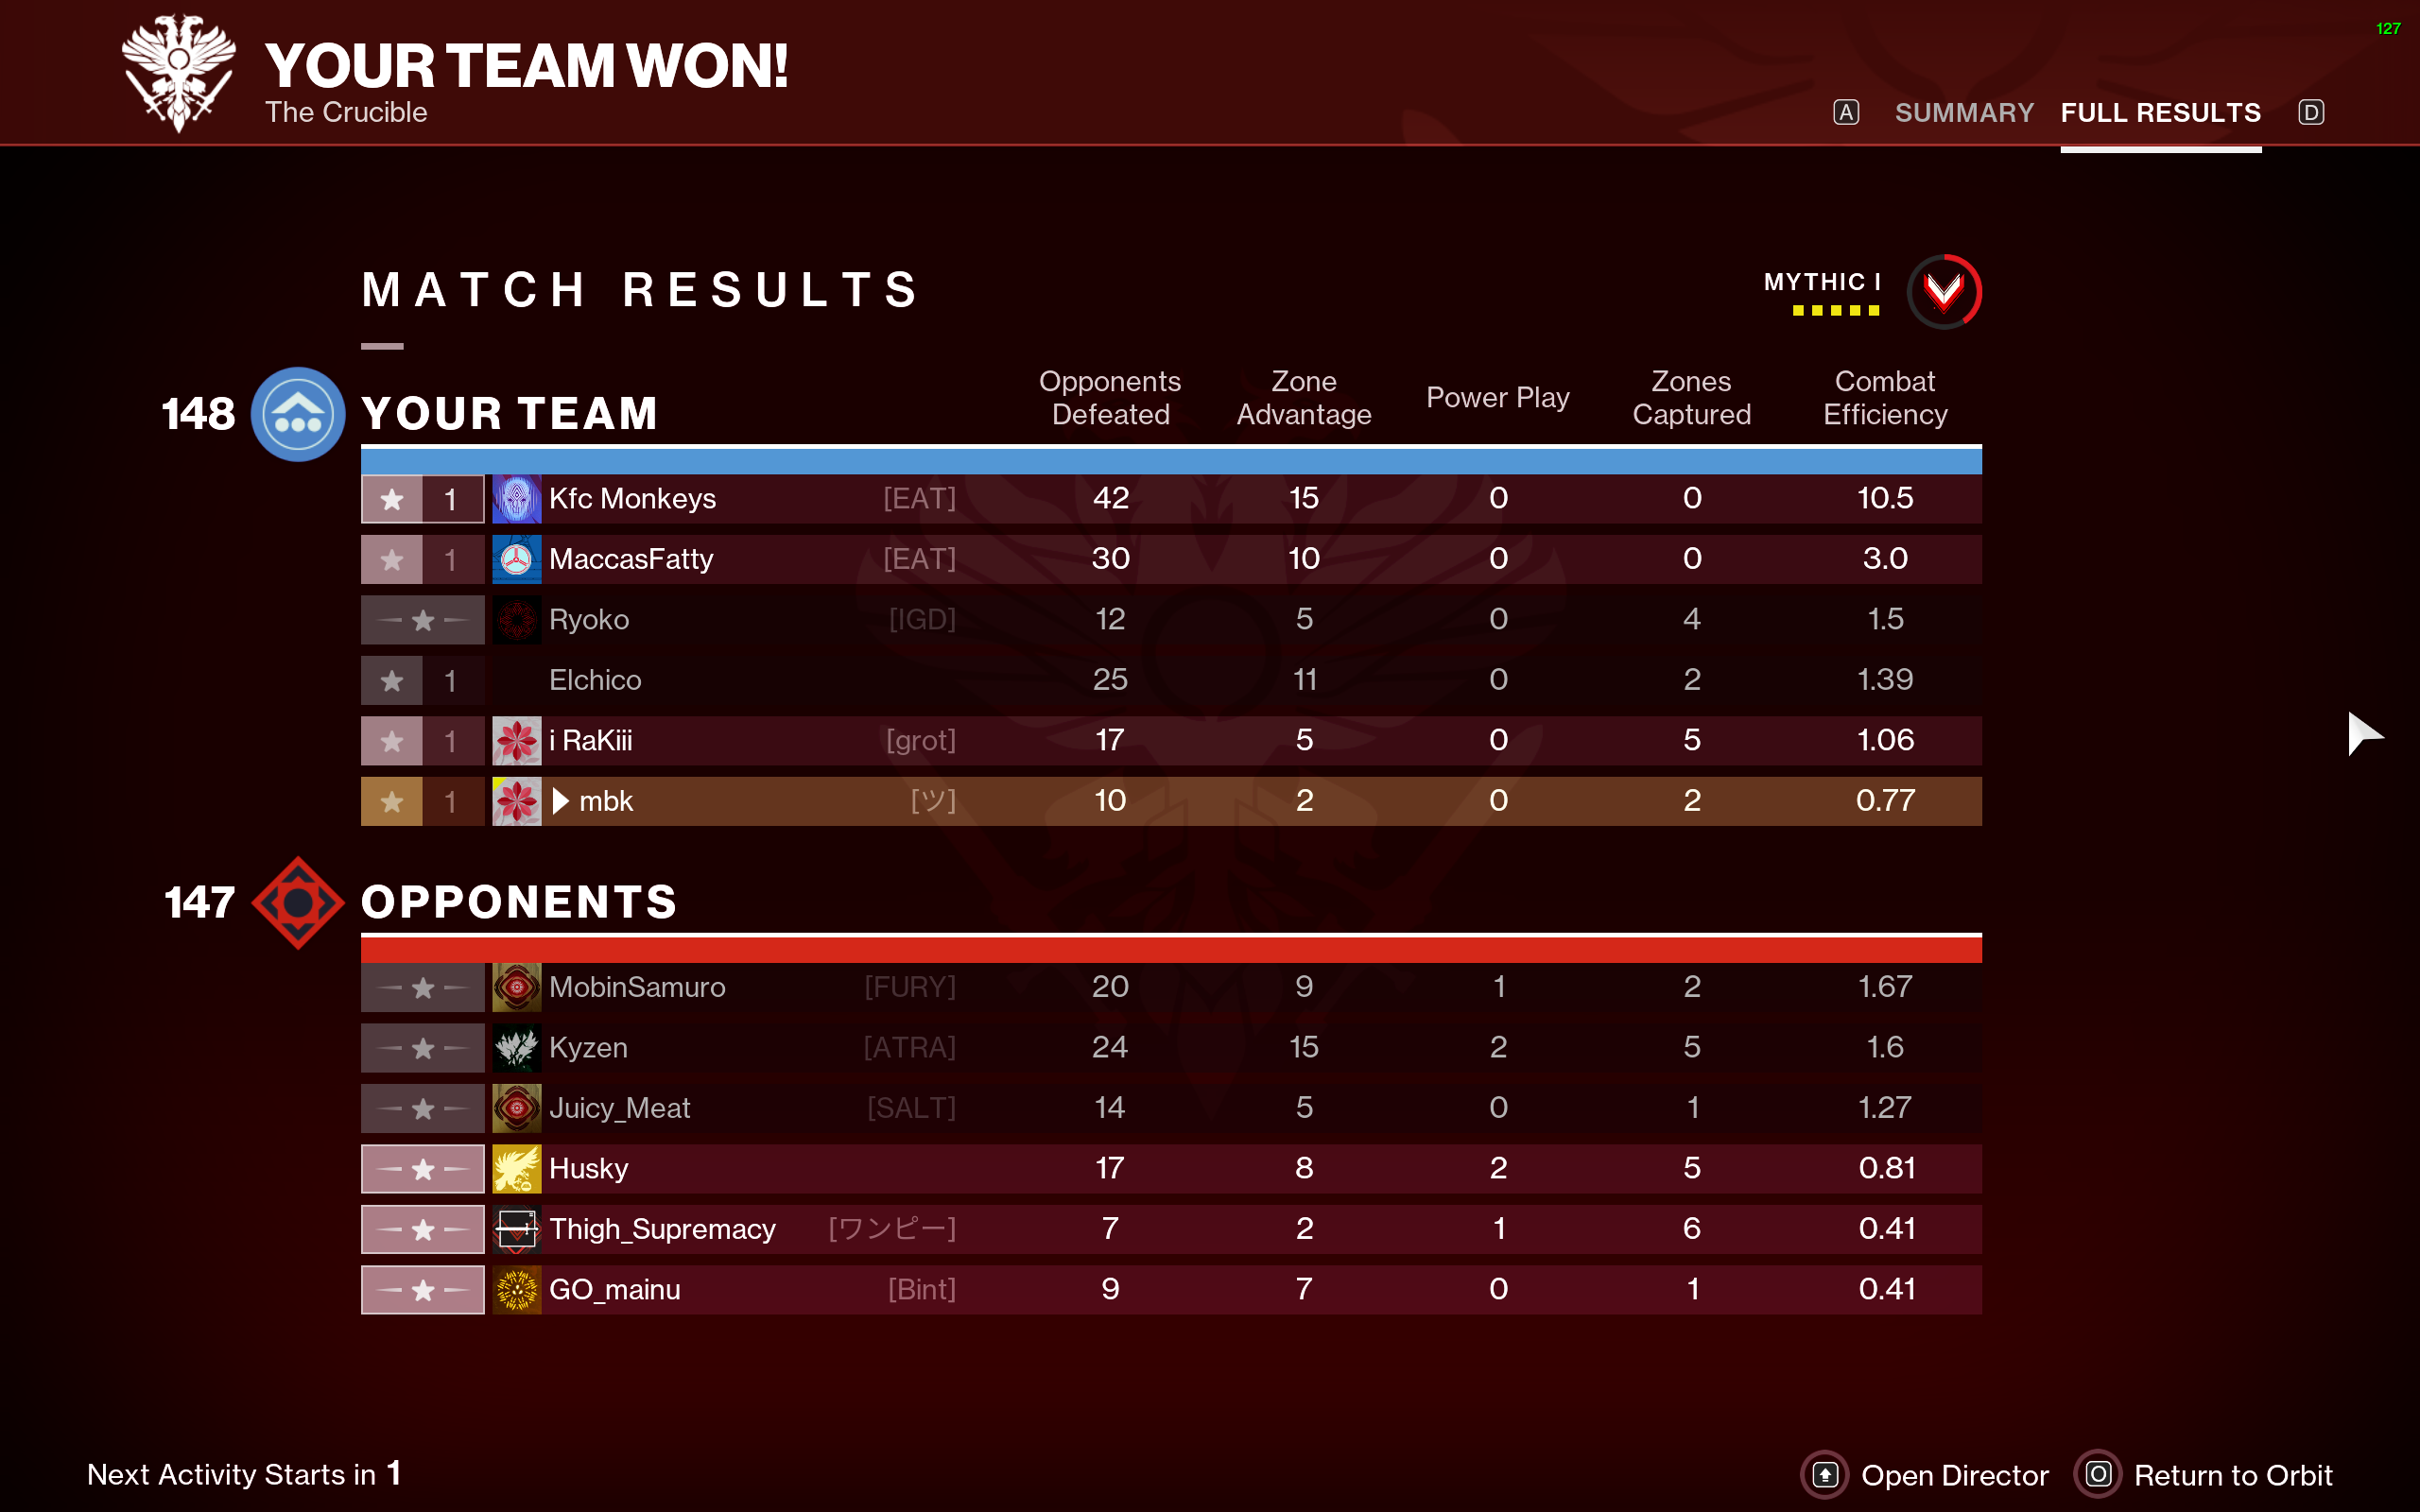 127
YOUR TEAM WON!
The Crucible
A SUMMARY FULL RESULTS D
MATCH RESULTS
MYTHIC I
148 YOUR TEAM
Opponents Defeated Zone Advantage Power Play Zones Captured Combat Efficiency
1 Kfc Monkeys [EAT] 42 15 0 0 10.5
1 MaccasFatty [EAT] 30 10 0 0 3.0
Ryoko [IGD] 12 5 0 4 1.5
1 Elchico 25 11 0 2 1.39
1 i RaKiii [grot] 17 5 0 5 1.06
1 mbk [ツ] 10 2 0 2 0.77
147 OPPONENTS
MobinSamuro [FURY] 20 9 1 2 1.67
Kyzen [ATRA] 24 15 2 5 1.6
Juicy_Meat [SALT] 14 5 0 1 1.27
Husky 17 8 2 5 0.81
Thigh_Supremacy [ワンピー] 7 2 1 6 0.41
GO_mainu [Bint] 9 7 0 1 0.41
Next Activity Starts in 1
Open Director O Return to Orbit